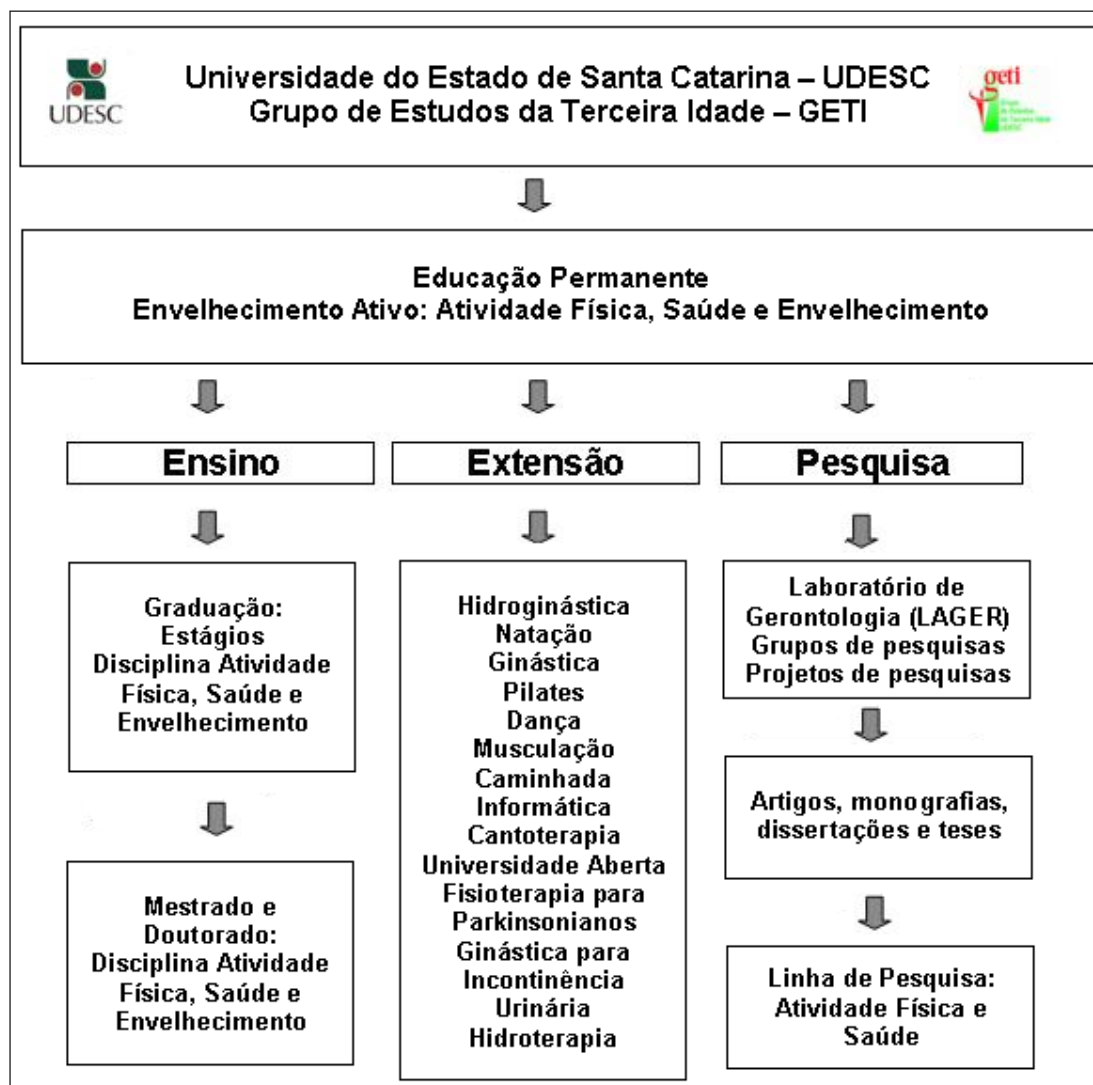 Universidade do Estado de Santa Catarina – UDESC
Grupo de Estudos da Terceira Idade – GETI
UDESC
geti
Educação Permanente
Envelhecimento Ativo: Atividade Física, Saúde e Envelhecimento
Ensino
Extensão
Pesquisa
Graduação:
Estágios
Disciplina Atividade
Física, Saúde e
Envelhecimento
Mestrado e
Doutorado:
Disciplina Atividade
Física, Saúde e
Envelhecimento
Hidroginástica
Natação
Ginástica
Pilates
Dança
Musculação
Caminhada
Informática
Cantoterapia
Universidade Aberta
Fisioterapia para
Parkinsonianos
Ginástica para
Incontinência
Urinária
Hidroterapia
Laboratório de
Gerontologia (LAGER)
Grupos de pesquisas
Projetos de pesquisas
Artigos, monografias,
dissertações e teses
Linha de Pesquisa:
Atividade Física e
Saúde